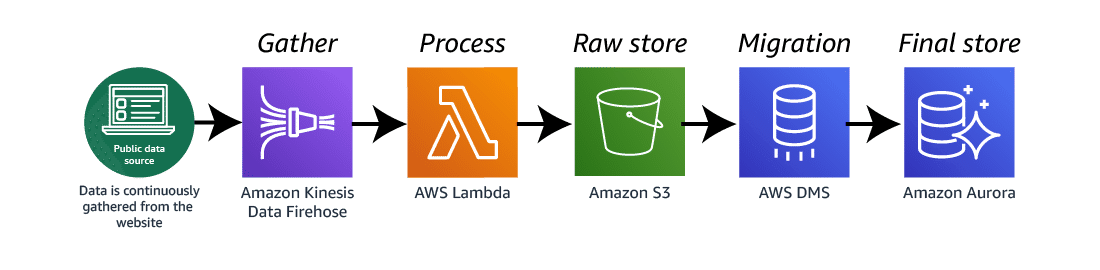 Gather
Process
Raw store
Migration
Final store
Public data
source
Data is continuously
gathered from the
website
Amazon Kinesis
Data Firehose
AWS Lambda
Amazon S3
AWS DMS
Amazon Aurora